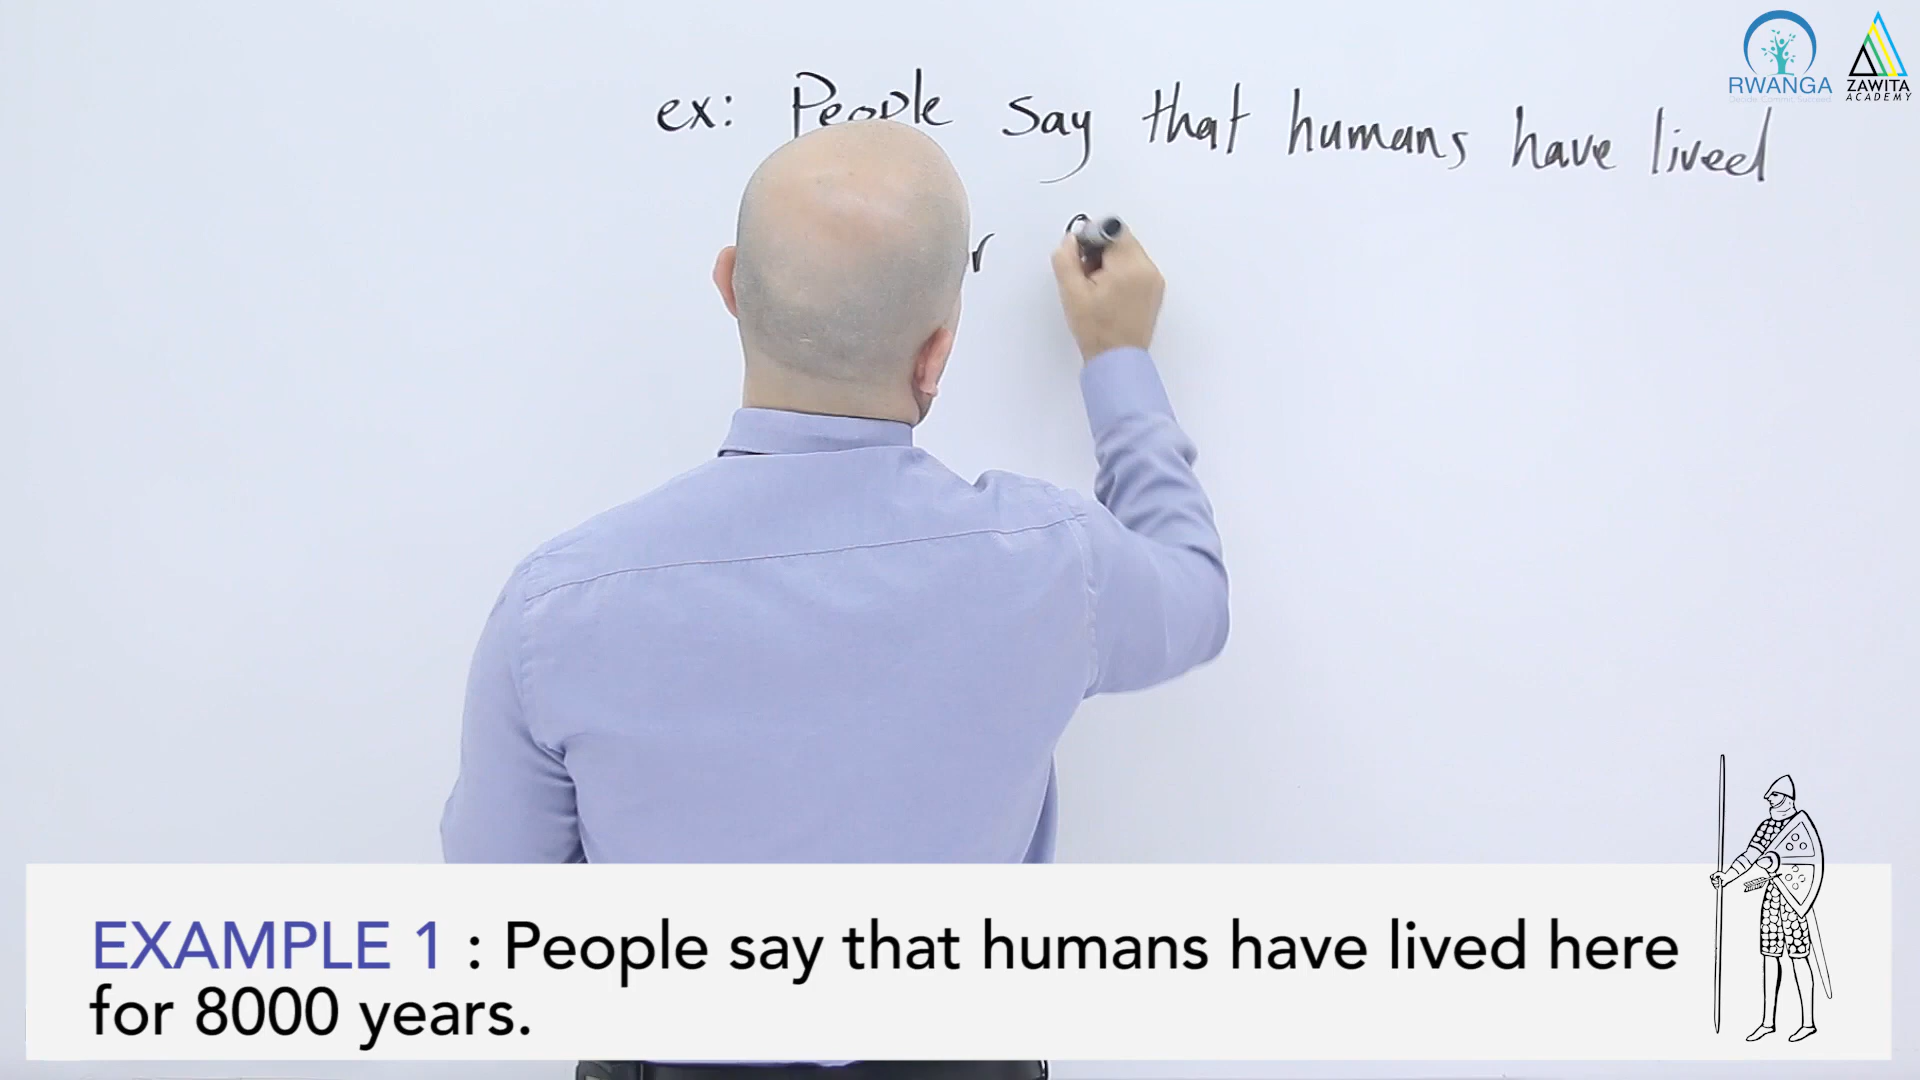 RWANGA
ZAWITA
ACADEMY
ex: People say that humans have lived
EXAMPLE 1 : People say that humans have lived here
for 8000 years.